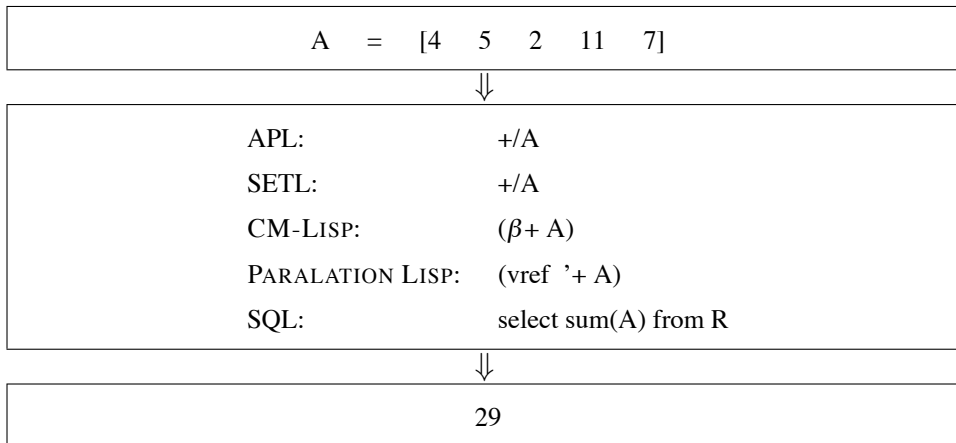 A = [4 5 2 11 7]
⇓
APL: +/A
SETL: +/A
CM-LISP: (β+ A)
PARALATION LISP: (vref '+ A)
SQL: select sum(A) from R
⇓
29